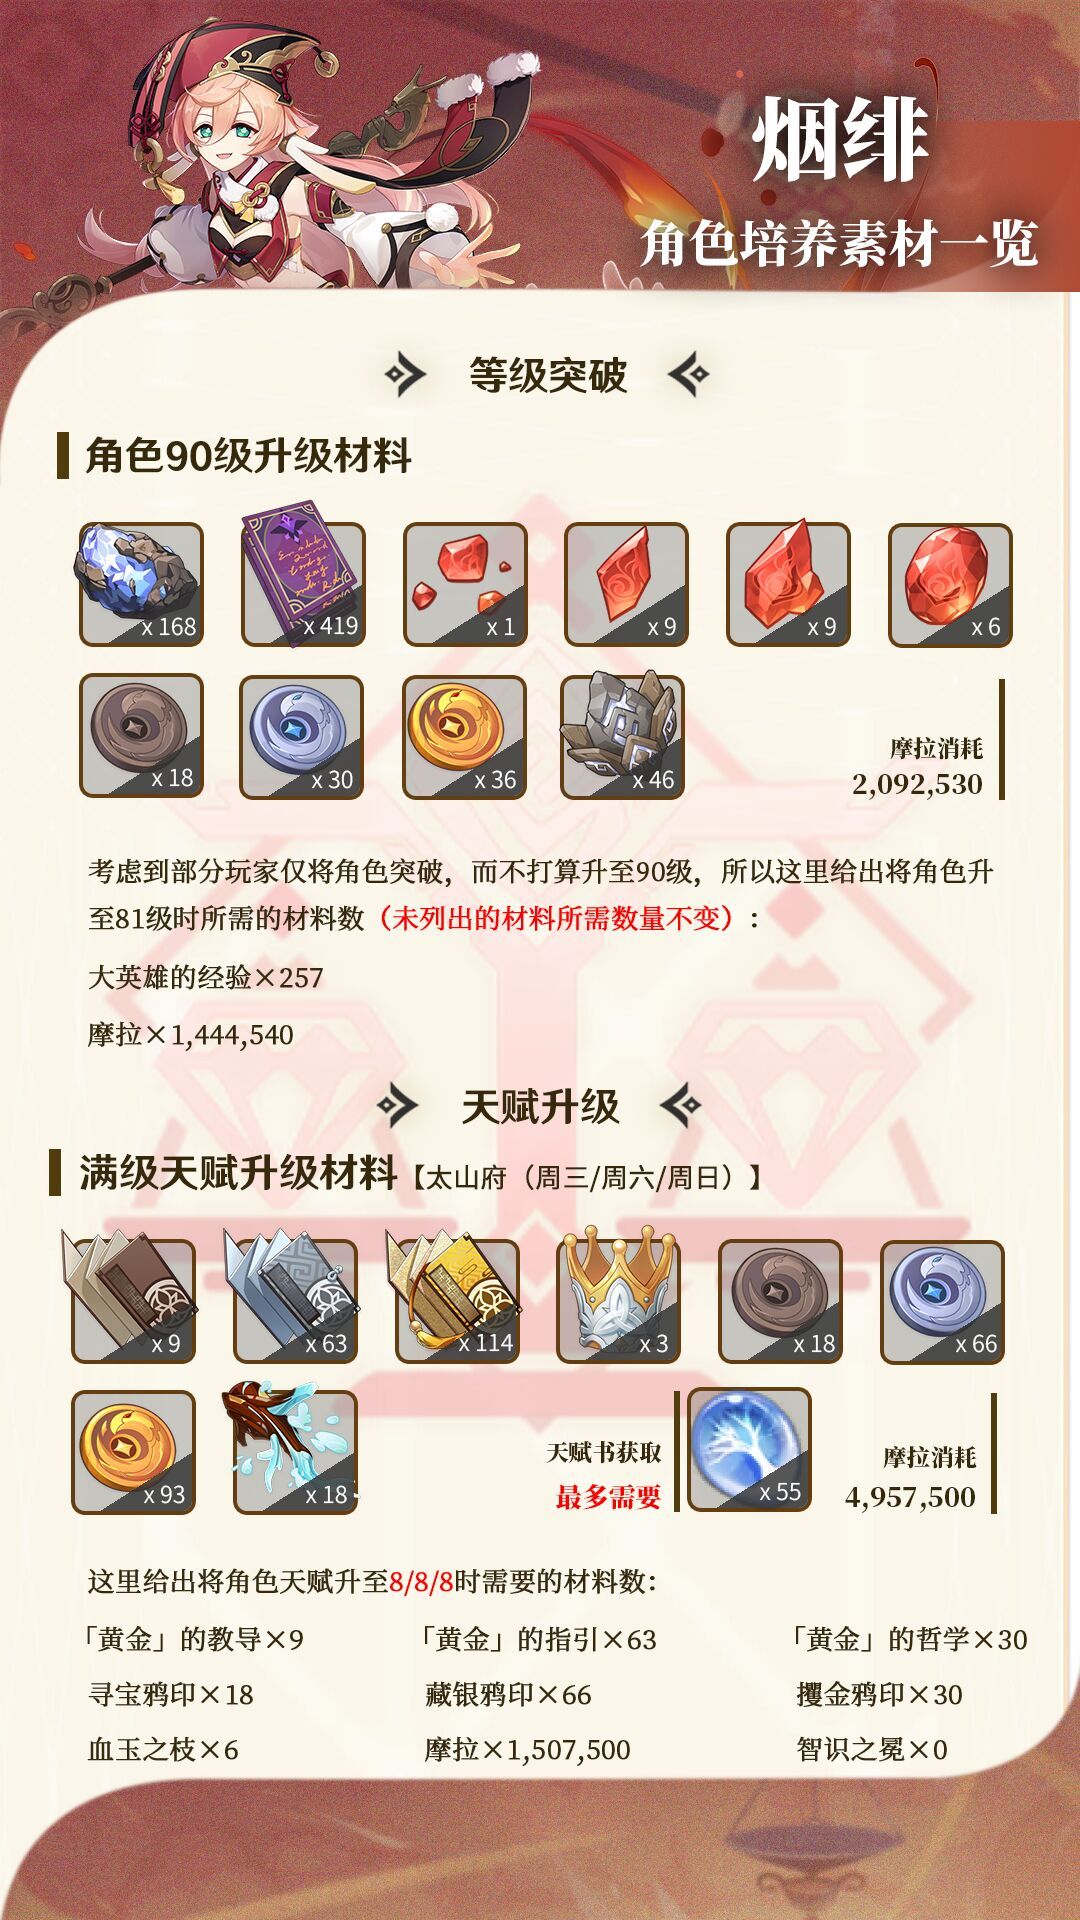 烟绯
角色培养素材一览
等级突破
角色90级升级材料
x 168
x 419
x 1
x 9
x 9
x 6
x 18
x 30
x 36
x 46
摩拉消耗
2,092,530
考虑到部分玩家仅将角色突破，而不打算升至90级，所以这里给出将角色升
至81级时所需的材料数（未列出的材料所需数量不变）：
大英雄的经验×257
摩拉×1,444,540
天赋升级
满级天赋升级材料【太山府（周三/周六/周日）】
x 9
x 63
x 114
x 3
x 18
x 66
x 93
x 18
天赋书获取
最多需要
x 55
摩拉消耗
4,957,500
这里给出将角色天赋升至8/8/8时需要的材料数：
「黄金」的教导×9
「黄金」的指引×63
「黄金」的哲学×30
寻宝鸦印×18
藏银鸦印×66
攫金鸦印×30
血玉之枝×6
摩拉×1,507,500
智识之冕×0